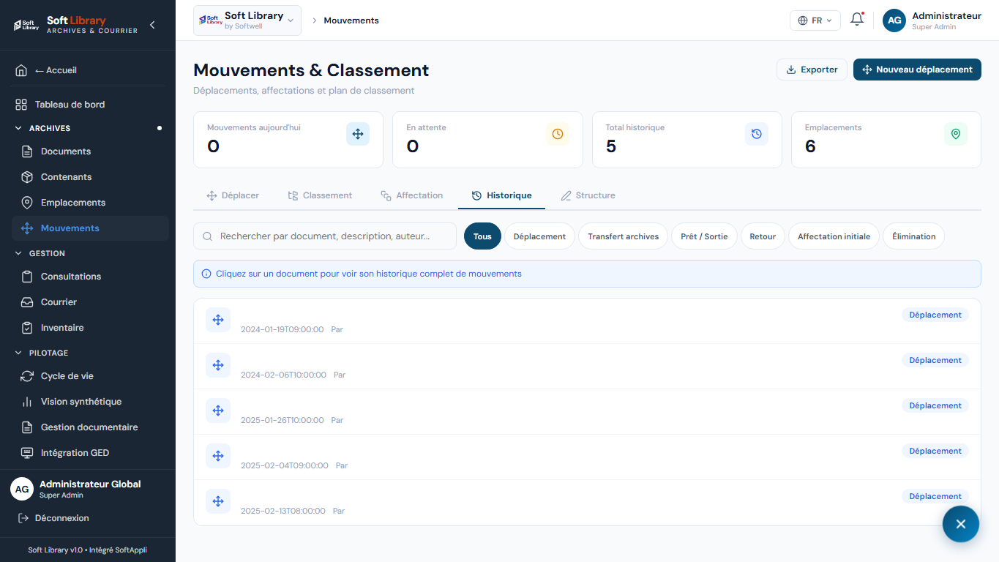 Soft Library
Soft Library
ARCHIVES & COURRIER
← Accueil
Tableau de bord
ARCHIVES
Documents
Contenants
Emplacements
Mouvements
GESTION
Consultations
Courrier
Inventaire
PILOTAGE
Cycle de vie
Vision synthétique
Gestion documentaire
Intégration GED
AG
Administrateur Global
Super Admin
Déconnexion
Soft Library v1.0 • Intégré SoftAppli
Soft Library
Soft Library
by Softwell
Mouvements
FR
AG
Administrateur
Super Admin
Mouvements & Classement
Déplacements, affectations et plan de classement
Exporter
Nouveau déplacement
Mouvements aujourd'hui
0
En attente
0
Total historique
5
Emplacements
6
Déplacer
Classement
Affectation
Historique
Structure
Rechercher par document, description, auteur...
Tous
Déplacement
Transfert archives
Prêt / Sortie
Retour
Affectation initiale
Élimination
Cliquez sur un document pour voir son historique complet de mouvements
Déplacement
2024-01-19T09:00:00 Par
Déplacement
2024-02-06T10:00:00 Par
Déplacement
2025-01-26T10:00:00 Par
Déplacement
2025-02-04T09:00:00 Par
Déplacement
2025-02-13T08:00:00 Par